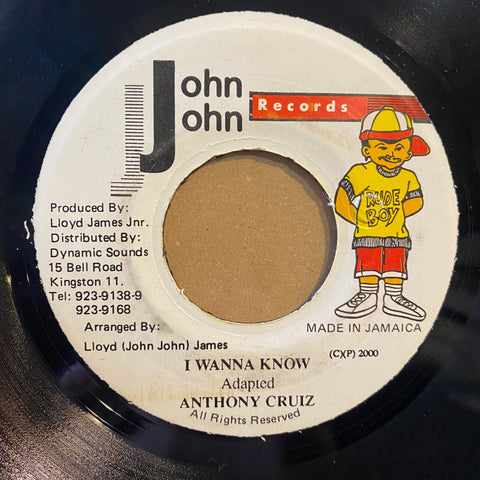 John
John
Records
RUDE
BOY
Produced By:
Lloyd James Jnr.
Distributed By:
Dynamic Sounds
15 Bell Road
Kingston 11.
Tel: 923-9138-9
923-9168
Arranged By:
Lloyd (John John) James
MADE IN JAMAICA
I WANNA KNOW
(C)(P) 2000
Adapted
ANTHONY CRUIZ
All Rights Reserved